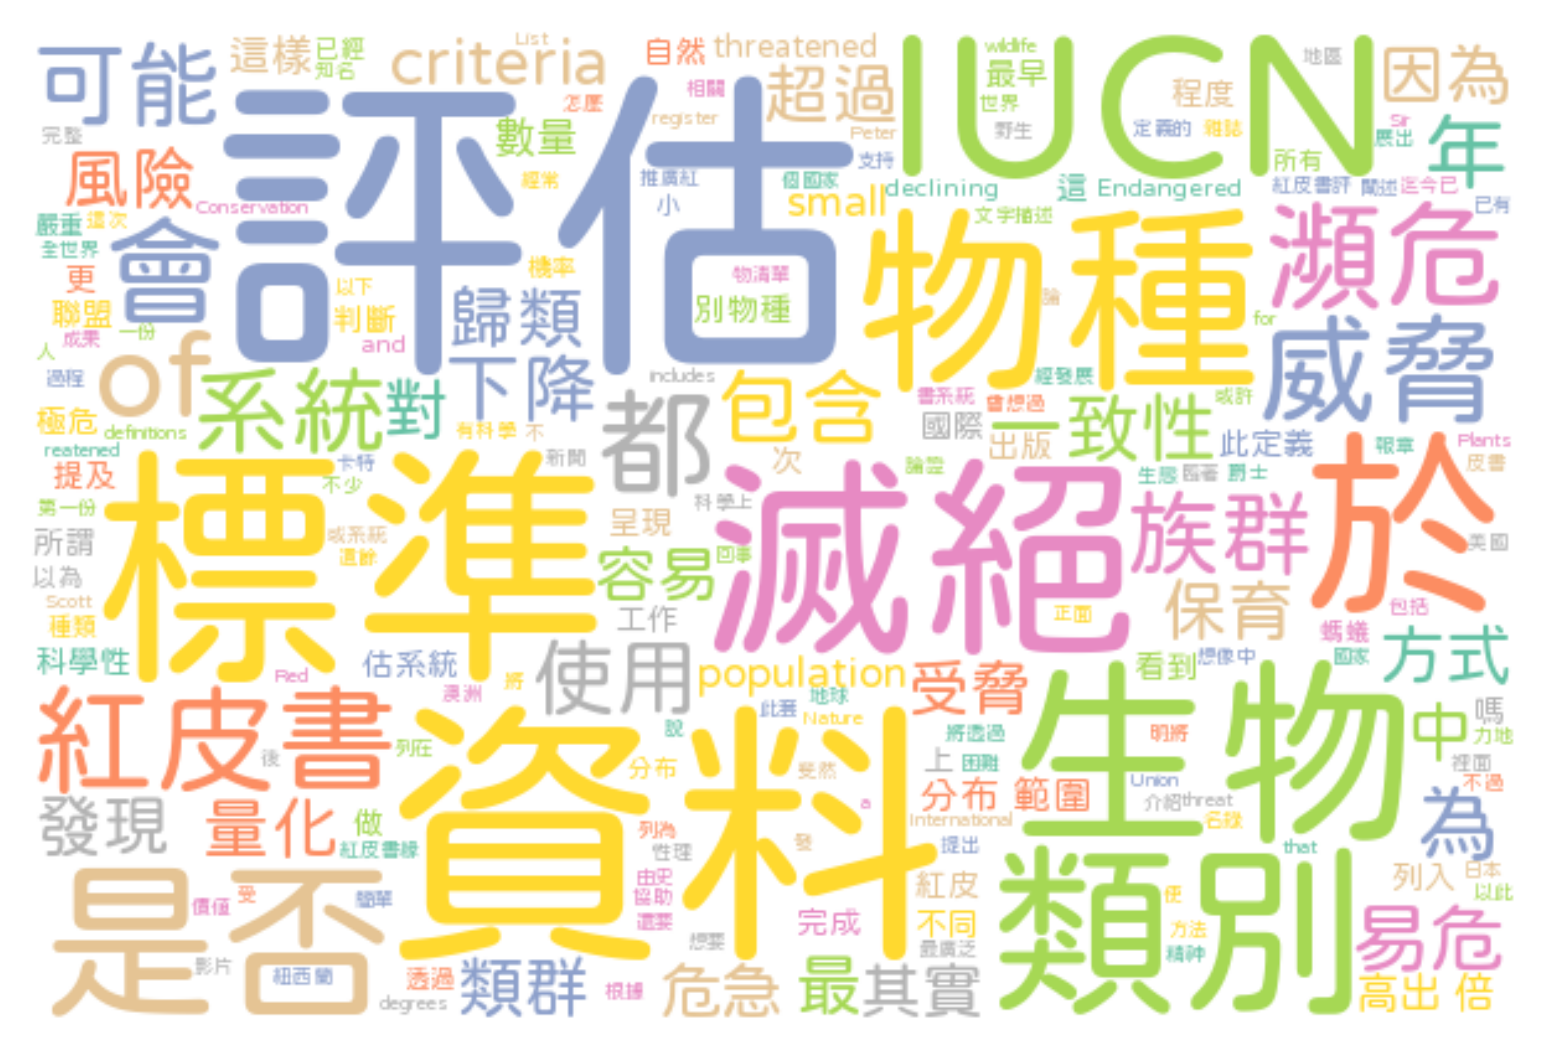 可能 這樣 已經 知名 criteria List 自然 threatened IUCN wildlife 最早 地區 因為
完整 評估 怎麼 數量 相關 register 超過 Peter 世界 野生 程度 定義的 雜誌 Sir 展出 年
風險 經常 推廣紅 小 個國家 支持 small declining 這 Endangered 所有 紅皮書評 闡述 迄今已 已有
嚴重 這次 Conservation 文字描述 物種 瀕危
全世界 更 會 機率 物清單 論
聯盟 成果 一份 以下 判斷 歸類 別物種 for 威脅
人 and
過程 of 系統 對 下降 includes 都 包含 經發展 書系統 會想過 或許
極危 definitions 有科學 不 國際 一致性 出版 此定義 報章 Plants 皮書
reatened 提及 卡特 不少 新聞 次 論證 生態 爵士 於
第一份 標準 科學上 滅絕 族群
所謂 或系統 這餘 呈現 美國
以為 容易 回事 保育
Scott 種類 工作 正面 包括 螞蟻
科學性 估系統 使用 population 受脅 看到 想像中 國家 方式
Red 澳洲 將 地球
紅皮書 此套 Nature 生物 中 嗎
後 列在 說 資料 將透過 明將 力地
分布 斐然 上 困難 裡面
發現 量化 做 分布 範圍 Union 介紹 threat 不過 為
紅皮書緣 列為 a International 名錄
性理 發 提出 that
是否 價值 受 簡單 由史 協助 紅皮 類別 便 列入 日本 以此
還要 完成 不同 方法 易危
影片 紐西蘭 想要 最廣泛 精神
透過 類群 根據 危急 最 其實 高出 倍
degrees